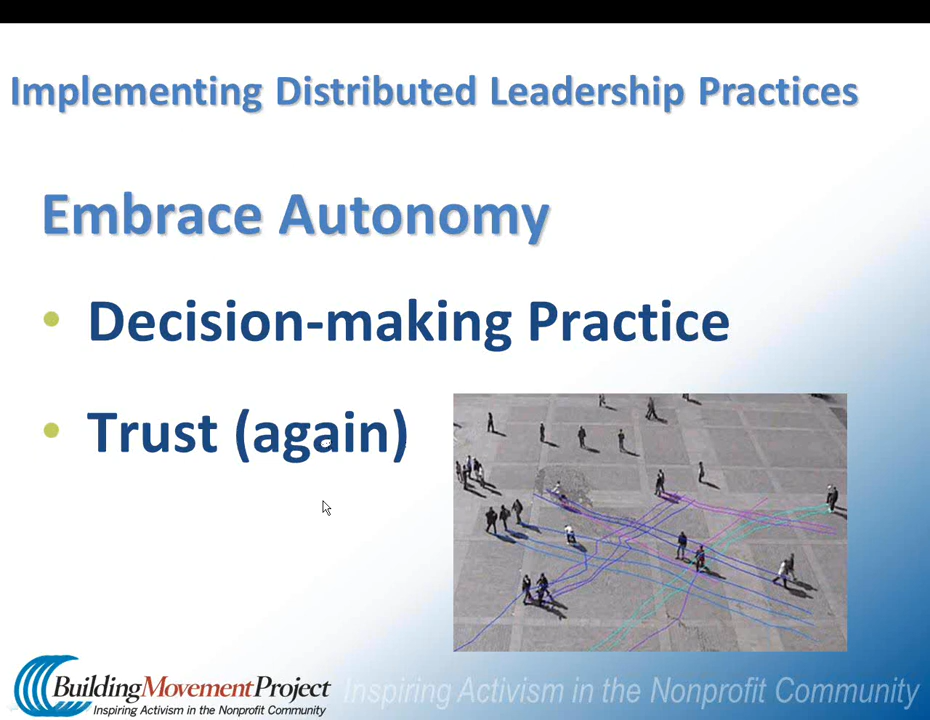 Implementing Distributed Leadership Practices
Embrace Autonomy
• Decision-making Practice
• Trust (again)
BuildingMovementProject
Inspiring Activism in the Nonprofit Community
Inspiring Activism in the Nonprofit Community